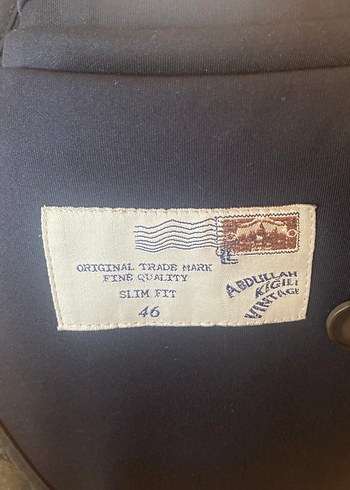 ORIGINAL TRADE MARK
FINE QUALITY
SLIM FIT
46
ABDULLAH
KIGILI
VINTAGE